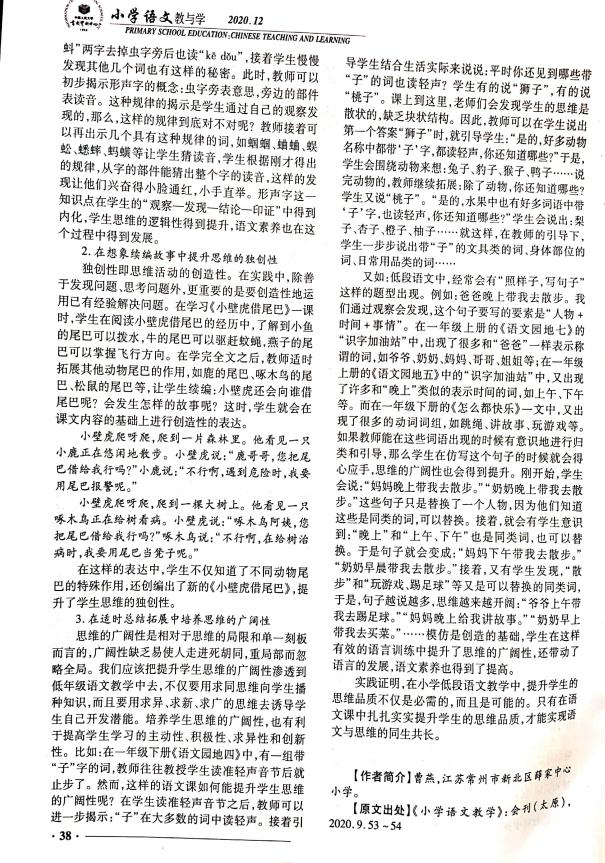 小学语文教与学 2020.12
PRIMARY SCHOOL EDUCATION:CHINESE TEACHING AND LEARNING
蚪”两字去掉虫字旁后也读“kē dǒu”,接着学生慢慢
发现其他几个词也有这样的秘密。此时,教师可以
初步揭示形声字的概念:虫字旁表意思,旁边的部件
表读音。这种规律的揭示是学生通过自己的观察发
现的,那么,这样的规律到底对不对呢?教师接着可
以再出示几个具有这种规律的词,如蝈蝈、蛐蛐、蜈
蚣、蟋蟀、蚂蟥等让学生猜读音,学生根据刚才得出
的规律,从字的部件能猜出整个字的读音,这样的发
现让他们兴奋得小脸通红,小手直举。形声字这一
知识点在学生的“观察—发现—结论—印证”中得到
内化,学生思维的逻辑性得到提升,语文素养也在这
个过程中得到发展。
2.在想象续编故事中提升思维的独创性
独创性即思维活动的创造性。在实践中,除善
于发现问题、思考问题外,更重要的是要创造性地运
用已有经验解决问题。在学习《小壁虎借尾巴》一课
时,学生在阅读小壁虎借尾巴的经历中,了解到小鱼
的尾巴可以拨水,牛的尾巴可以驱赶蚊蝇,燕子的尾
巴可以掌握飞行方向。在学完全文之后,教师适时
拓展其他动物尾巴的作用,如鹿的尾巴、啄木鸟的尾
巴、松鼠的尾巴等,让学生续编:小壁虎还会向谁借
尾巴呢?会发生怎样的故事呢?这时,学生就会在
课文内容的基础上进行创造性的表达。
小壁虎爬呀爬,爬到一片森林里。他看见一只
小鹿正在悠闲地散步。小壁虎说:“鹿哥哥,您把尾
巴借给我行吗?”小鹿说:“不行啊,遇到危险时,我要
用尾巴报警呢。”
小壁虎爬呀爬,爬到一棵大树上。他看见一只
啄木鸟正在给树看病。小壁虎说:“啄木鸟阿姨,您
把尾巴借给我行吗?”啄木鸟说:“不行啊,在给树治
病时,我要用尾巴当凳子呢。”
在这样的表达中,学生不仅知道了不同动物尾
巴的特殊作用,还创编出了新的《小壁虎借尾巴》,提
升了学生思维的独创性。
3.在适时总结拓展中培养思维的广阔性
思维的广阔性是相对于思维的局限和单一刻板
而言的,广阔性缺乏易使人走进死胡同,重局部而忽
略全局。我们应该把提升学生思维的广阔性渗透到
低年级语文教学中去,不仅要用求同思维向学生播
种知识,而且要用求异、求新、求广的思维去诱导学
生自己开发潜能。培养学生思维的广阔性,也有利
于提高学生学习的主动性、积极性、求异性和创新
性。比如:在一年级下册《语文园地四》中,有一组带
“子”字的词,教师往往教授学生读准轻声音节后就
止步了。然而,这样的语文课如何能提升学生思维
的广阔性呢?在学生读准轻声音节之后,教师可以
进一步揭示:“子”在大多数的词中读轻声。接着引
·38·
导学生结合生活实际来说说:平时你还见到哪些带
“子”的词也读轻声?学生有的说“狮子”,有的说
“桃子”。课上到这里,老师们会发现学生的思维是
散状的,缺乏块状结构。因此,教师可以在学生说出
第一个答案“狮子”时,就引导学生:“是的,好多动物
名称中都带‘子’字,都读轻声,你还知道哪些?”于是,
学生会围绕动物来想:兔子、豹子、猴子、鸭子……说
完动物的,教师继续拓展:除了动物,你还知道哪些?
学生又说“桃子”。“是的,水果中也有好多词语中带
‘子’字,也读轻声,你还知道哪些?”学生会说出:梨
子、杏子、橙子、柚子……就这样,在教师的引导下,
学生一步步说出带“子”的文具类的词、身体部位的
词、日常用品类的词……
又如:低段语文中,经常会有“照样子,写句子”
这样的题型出现。例如:爸爸晚上带我去散步。我
们通过观察会发现,这个句子要写的要素是“人物+
时间+事情”。在一年级上册的《语文园地七》的
“识字加油站”中,出现了很多和“爸爸”一样表示称
谓的词,如爷爷、奶奶、妈妈、哥哥、姐姐等;在一年级
上册的《语文园地五》中的“识字加油站”中,又出现
了许多和“晚上”类似的表示时间的词,如上午、下午
等。而在一年级下册的《怎么都快乐》一文中,又出
现了很多的动词词组,如跳绳、讲故事、玩游戏等。
如果教师能在这些词语出现的时候有意识地进行归
类和引导,那么学生在仿写这个句子的时候就会得
心应手,思维的广阔性也会得到提升。刚开始,学生
会说:“妈妈晚上带我去散步。”“奶奶晚上带我去散
步。”这些句子只是替换了一个人物,因为他们知道
这些是同类的词,可以替换。接着,就会有学生意识
到:“晚上”和“上午、下午”也是同类词,也可以替
换。于是句子就会变成:“妈妈下午带我去散步。”
“奶奶早晨带我去散步。”接着,又有学生发现,“散
步”和“玩游戏、踢足球”等又是可以替换的同类词,
于是,句子越说越多,思维越来越开阔:“爷爷上午带
我去踢足球。”“妈妈晚上给我讲故事。”“奶奶早上
带我去买菜。”……模仿是创造的基础,学生在这样
有效的语言训练中提升了思维的广阔性,还带动了
语言的发展,语文素养也得到了提高。
实践证明,在小学低段语文教学中,提升学生的
思维品质不仅是必需的,而且是可能的。只有在语
文课中扎扎实实提升学生的思维品质,才能实现语
文与思维的同生共长。
【作者简介】曹燕,江苏常州市新北区薛家中心
小学。
【原文出处】《小学语文教学》:会刊(太原),
2020.9.53~54